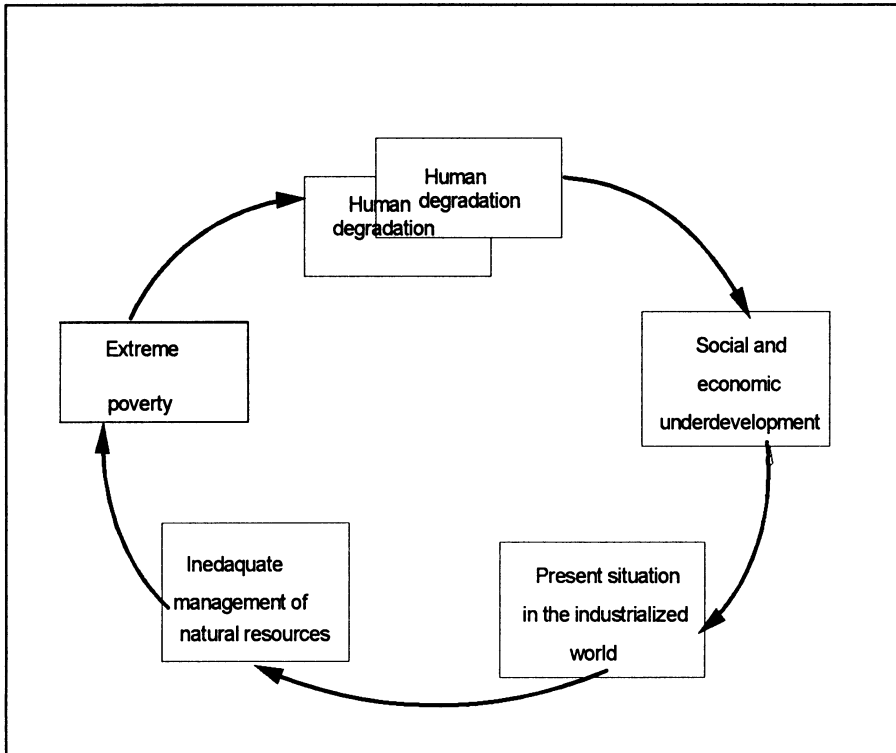 Human
degradation
Human
degradation
Extreme
poverty
Social and
economic
underdevelopment
Inedaquate
management of
natural resources
Present situation
in the industrialized
world